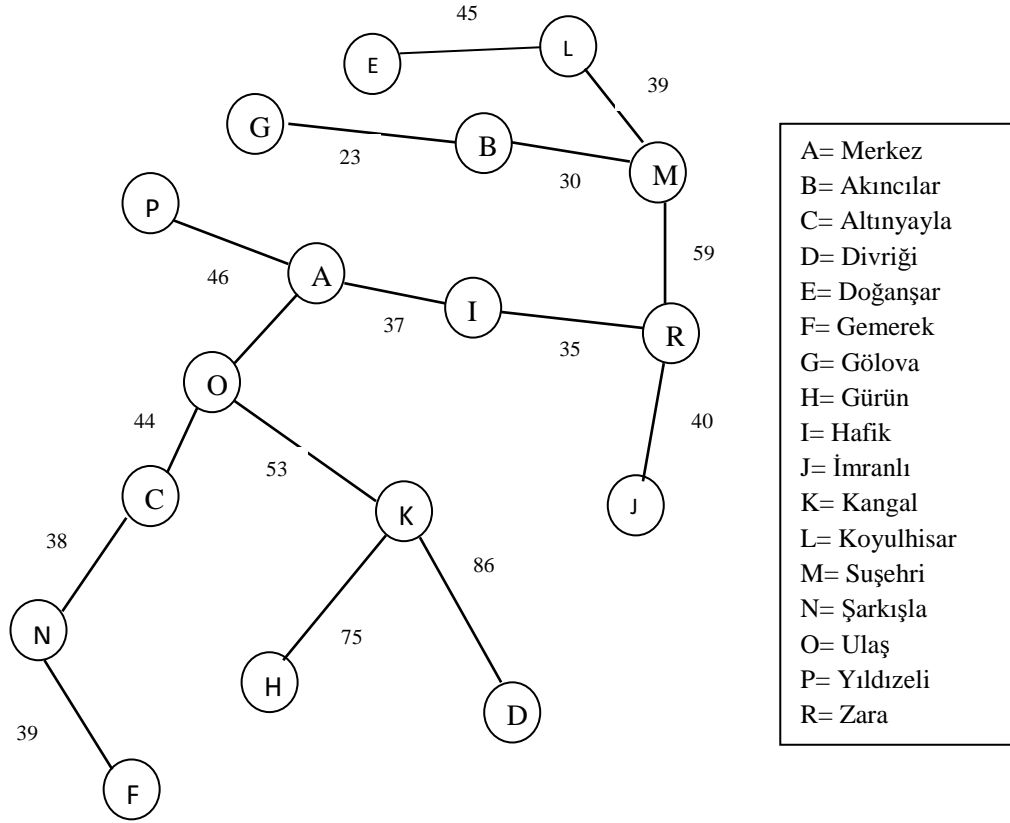 45
E
L
39
G
B
23
30
M
P
59
46
A
I
37
35
R
O
44
40
53
C
K
J
38
86
N
75
H
D
39
F
A= Merkez
B= Akıncılar
C= Altınyayla
D= Divriği
E= Doğanşar
F= Gemerek
G= Gölova
H= Gürün
I= Hafik
J= İmranlı
K= Kangal
L= Koyulhisar
M= Suşehri
N= Şarkışla
O= Ulaş
P= Yıldızeli
R= Zara